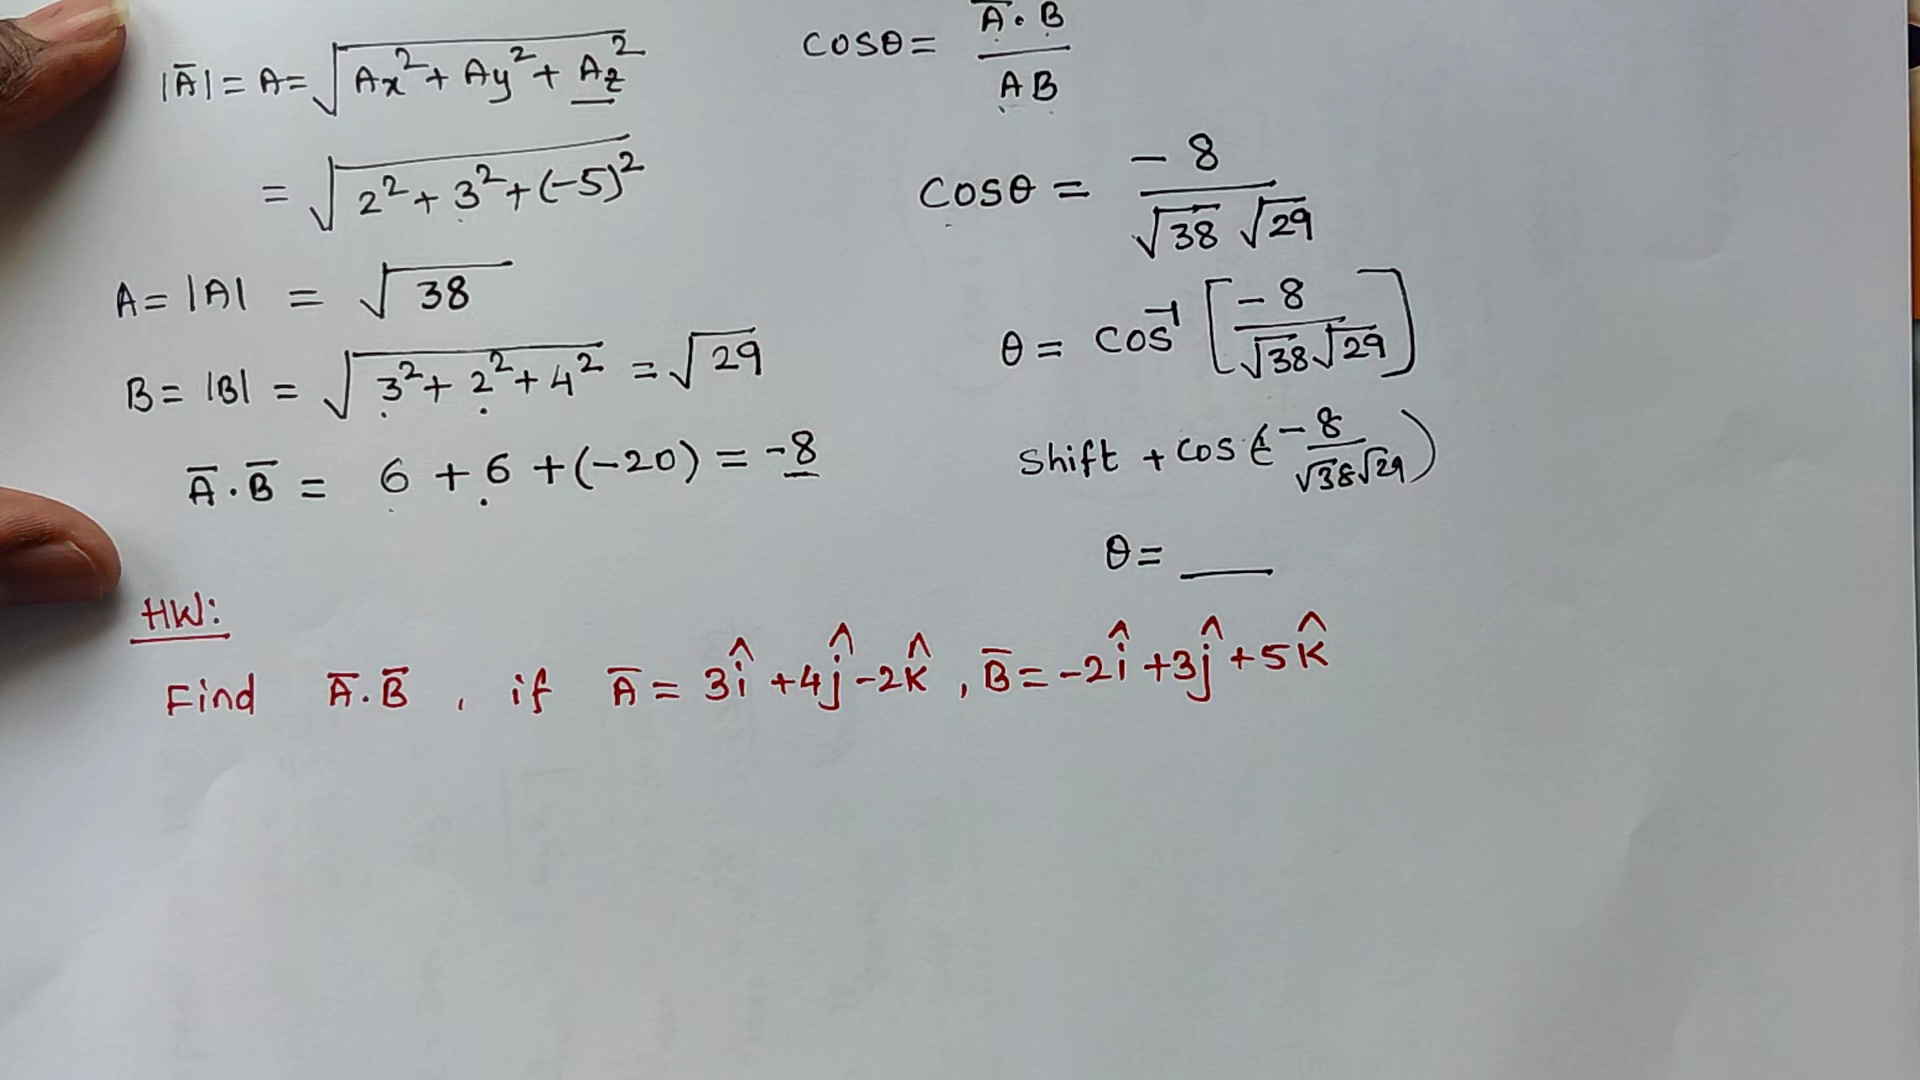 |A̅| = A = √(Ax² + Ay² + Az²)
= √(2² + 3² + (-5)²)
A = |A| = √38
B = |B| = √(3² + 2² + 4²) = √29
A̅ . B̅ = 6 + 6 + (-20) = -8
cosθ = A̅ . B̅ / AB
cosθ = -8 / √38 √29
θ = cos⁻¹ [-8 / √38 √29]
Shift + cos (-8 / √38 √29)
θ = ___
HW:
Find A̅ . B̅ , if A̅ = 3î + 4ĵ - 2k̂ , B̅ = -2î + 3ĵ + 5k̂